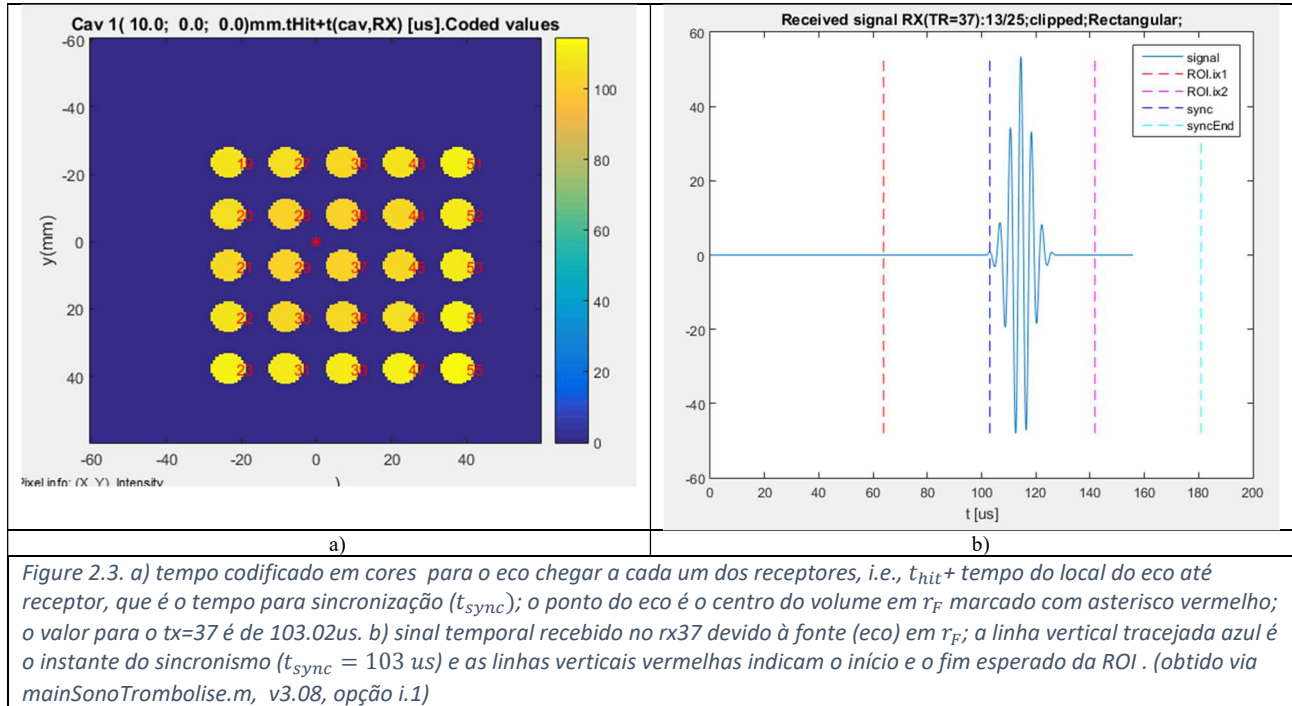 Cav 1( 10.0; 0.0; 0.0)mm.tHit+t(cav,RX) [us].Coded values
-60
-40
-20
0
20
40
y(mm)
19 27 35 43 51
20 28 36 44 52
21 29 37 45 53
22 30 38 46 54
23 31 39 47 55
-60 -40 -20 0 20 40
100
80
60
40
20
0
Pixel info: (X, Y) Intensity )
a)
Received signal RX(TR=37):13/25;clipped;Rectangular;
60
40
20
0
-20
-40
-60
signal
ROI.ix1
ROI.ix2
sync
syncEnd
0 20 40 60 80 100 120 140 160 180 200
t [us]
b)
Figure 2.3. a) tempo codificado em cores para o eco chegar a cada um dos receptores, i.e., t_hit+ tempo do local do eco até
receptor, que é o tempo para sincronização (t_sync); o ponto do eco é o centro do volume em r_F marcado com asterisco vermelho;
o valor para o tx=37 é de 103.02us. b) sinal temporal recebido no rx37 devido à fonte (eco) em r_F; a linha vertical tracejada azul é
o instante do sincronismo (t_sync = 103 us) e as linhas verticais vermelhas indicam o início e o fim esperado da ROI . (obtido via
mainSonoTrombolise.m, v3.08, opção i.1)